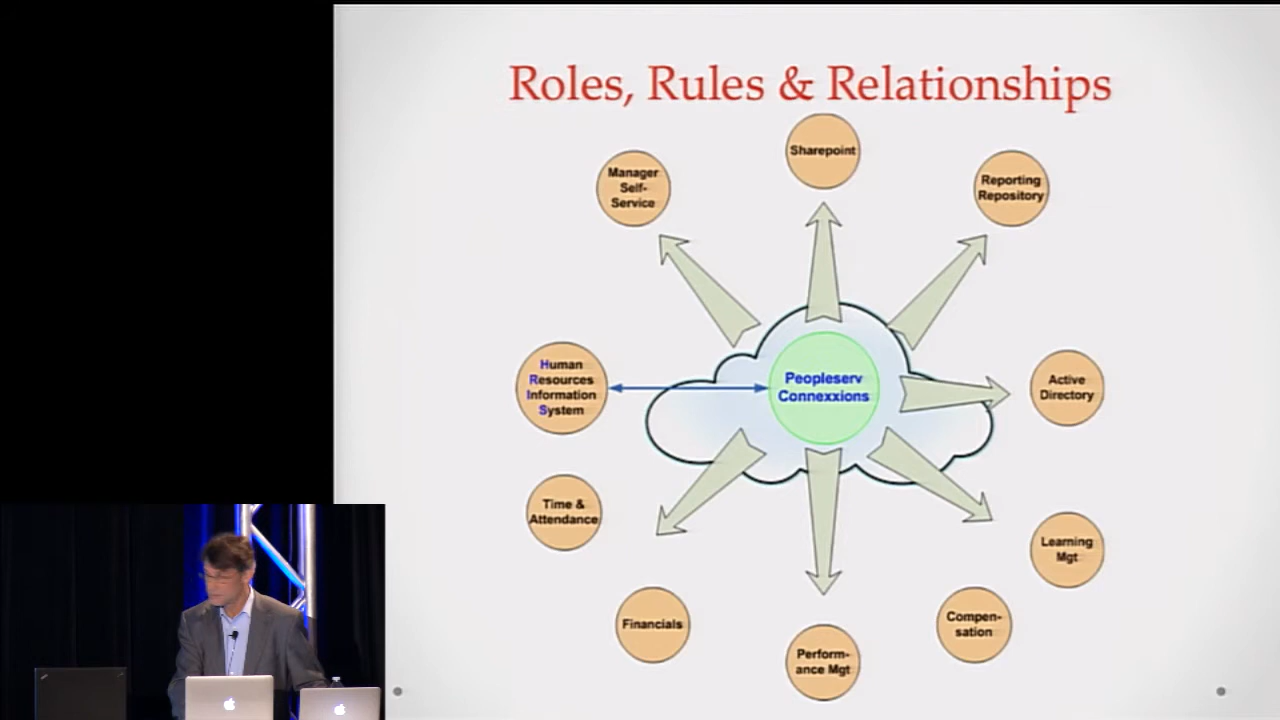 Roles, Rules & Relationships
Sharepoint
Manager
Self-
Service
Reporting
Repository
Human
Resources
Information
System
Peopleserv
Connexxions
Active
Directory
Time &
Attendance
Learning
Mgt
Financials
Compen-
sation
Perform-
ance Mgt